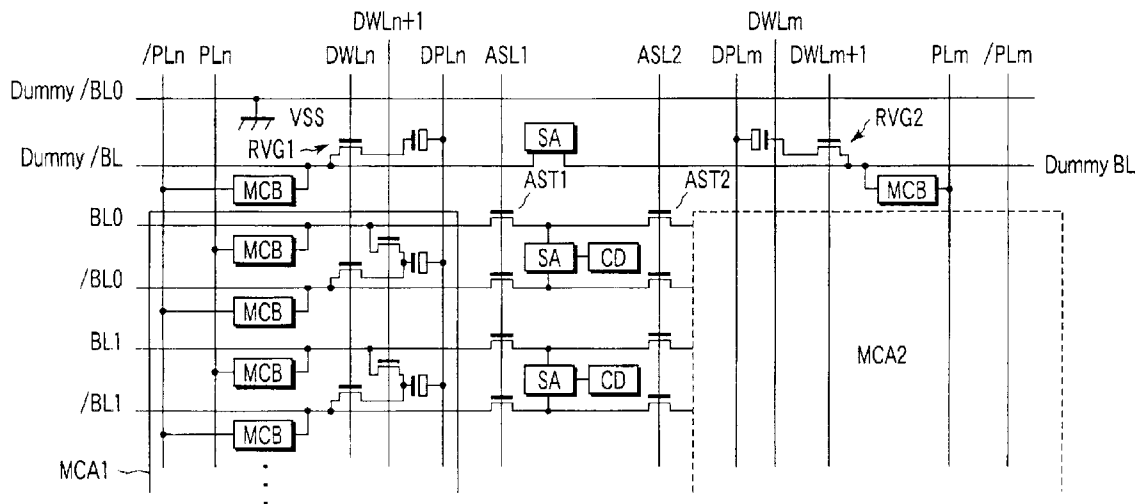 DWLn+1 DWLm
/PLn PLn DWLn DPLn ASL1 ASL2 DPLm DWLm+1 PLm /PLm
Dummy /BL0
VSS
RVG1 SA RVG2
Dummy /BL Dummy BL
MCB AST1 AST2 MCB
BL0
MCB SA CD
/BL0
MCB
BL1
MCA2
MCB SA CD
/BL1
MCB
MCA1